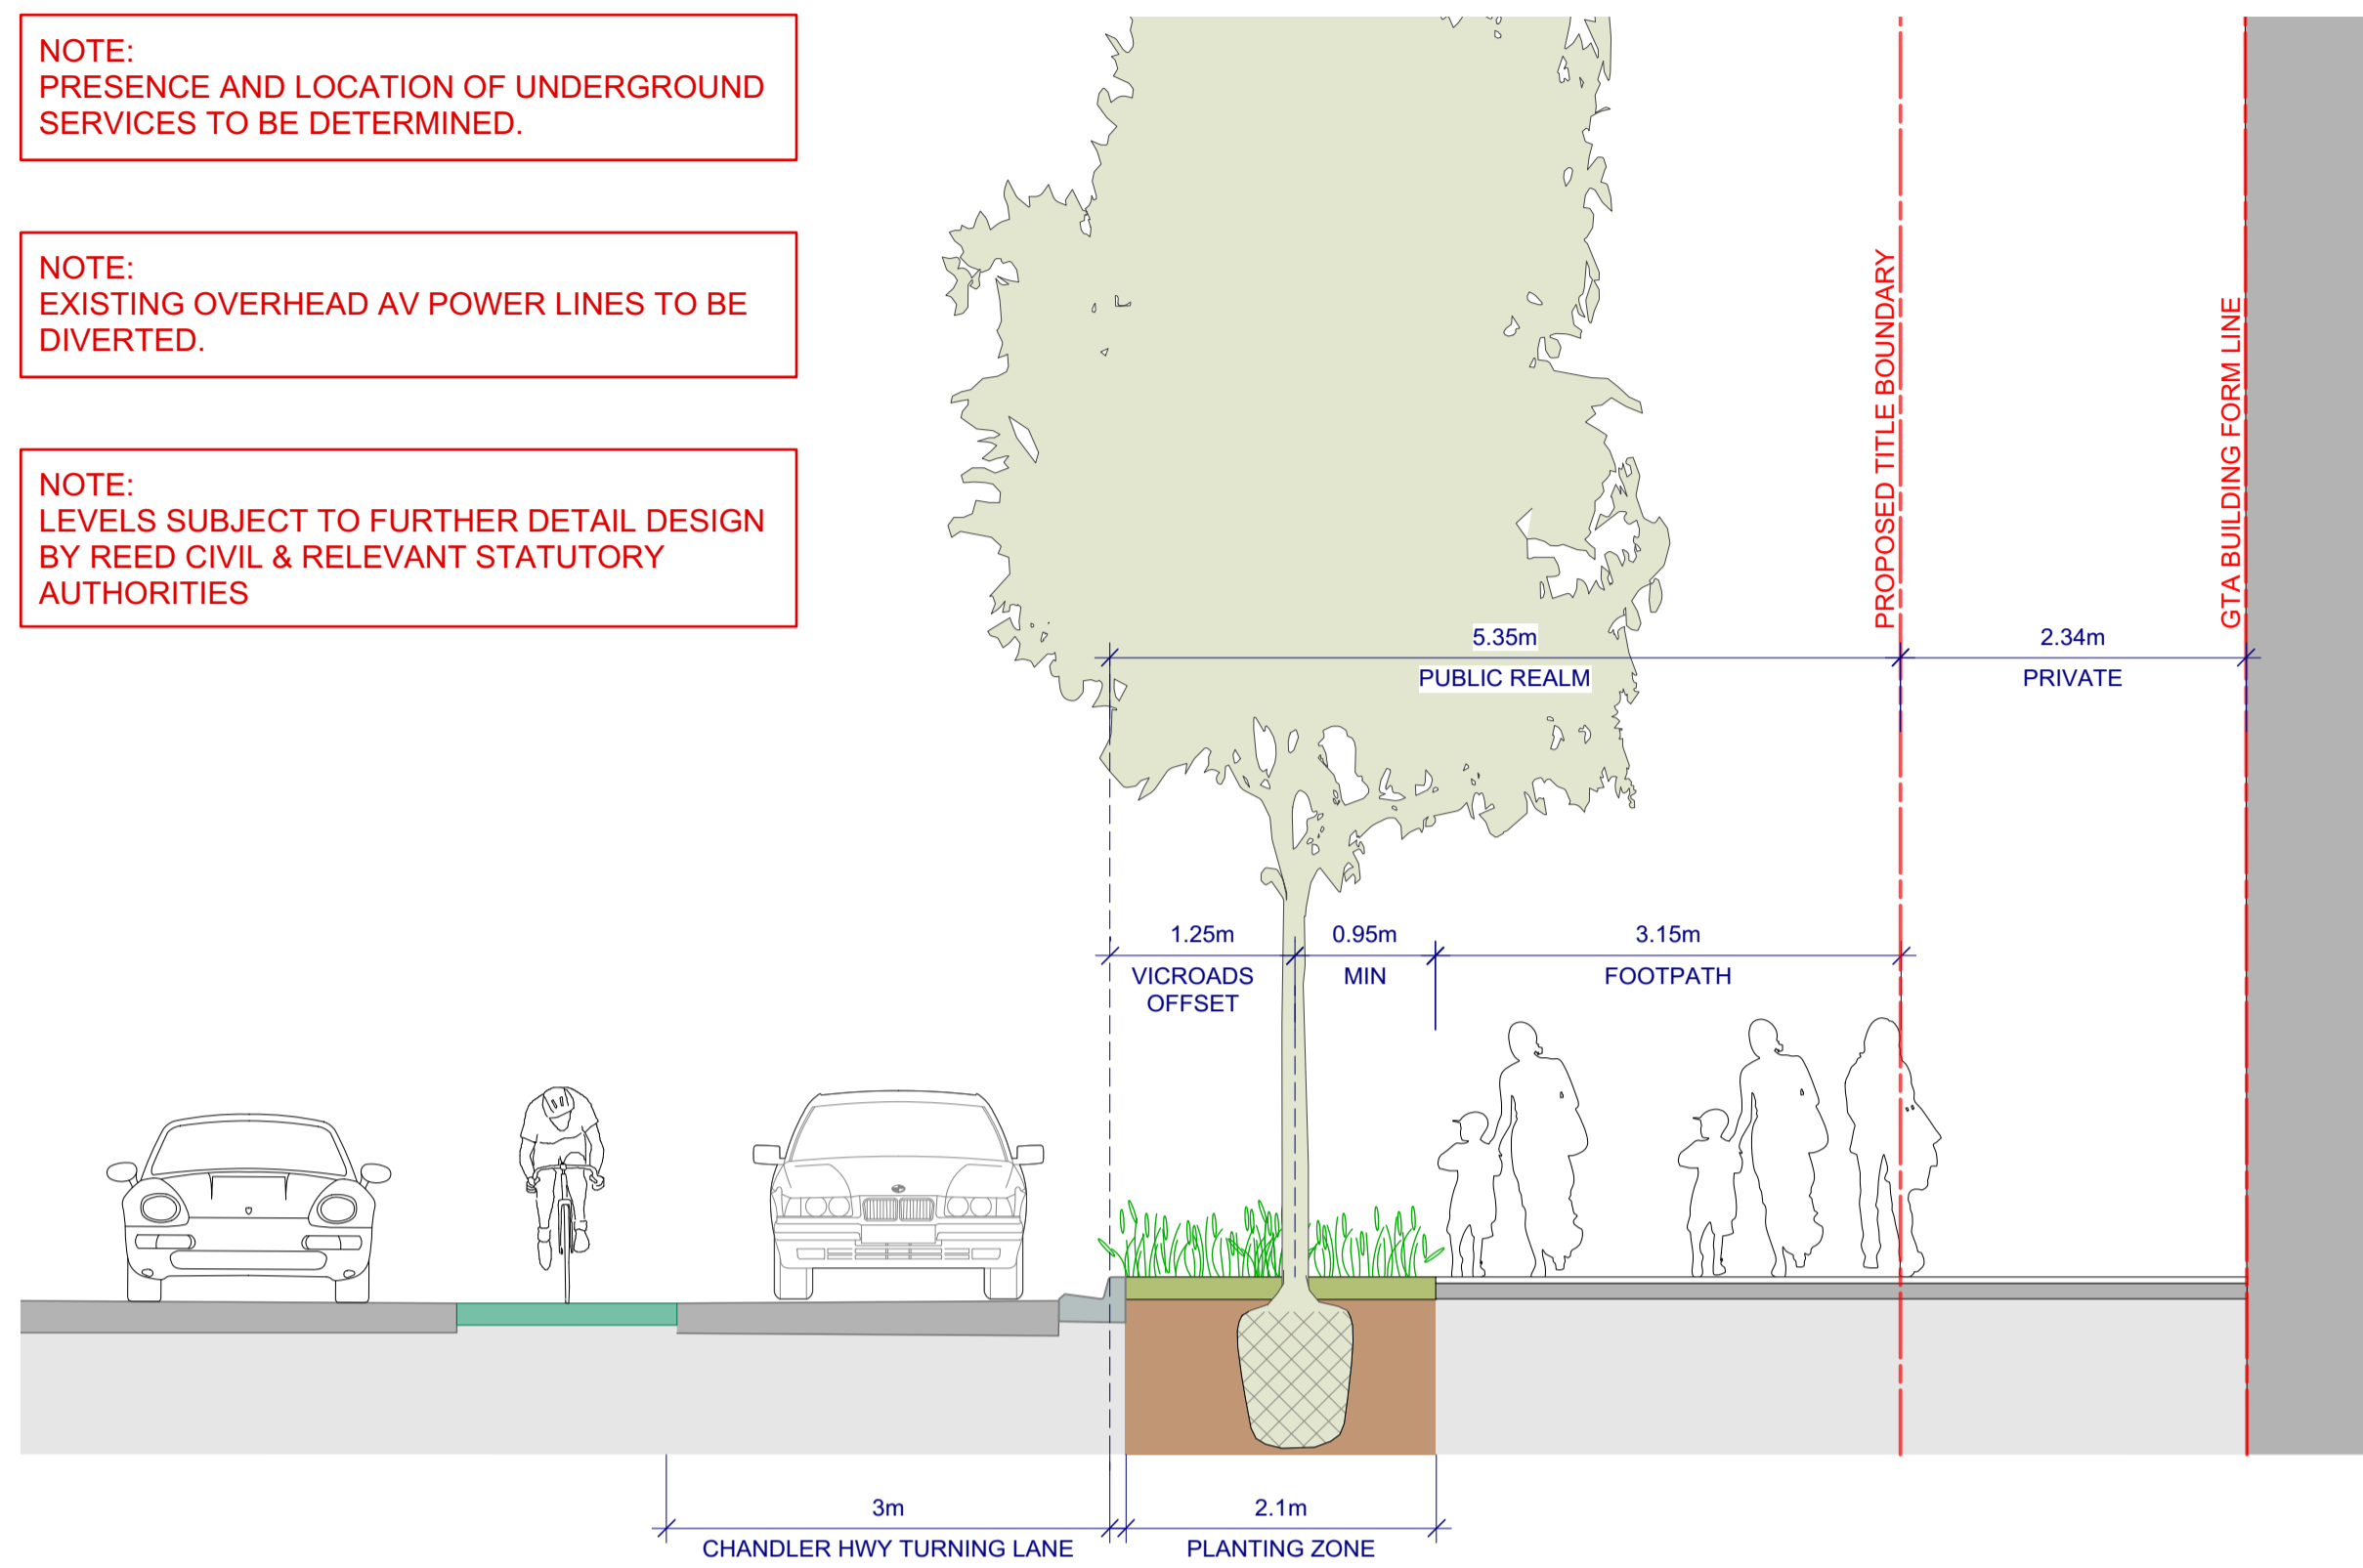 NOTE:
PRESENCE AND LOCATION OF UNDERGROUND
SERVICES TO BE DETERMINED.
NOTE:
EXISTING OVERHEAD AV POWER LINES TO BE
DIVERTED.
NOTE:
LEVELS SUBJECT TO FURTHER DETAIL DESIGN
BY REED CIVIL & RELEVANT STATUTORY
AUTHORITIES
PROPOSED TITLE BOUNDARY
GTA BUILDING FORM LINE
5.35m
PUBLIC REALM
2.34m
PRIVATE
1.25m
VICROADS
OFFSET
0.95m
MIN
3.15m
FOOTPATH
3m
CHANDLER HWY TURNING LANE
2.1m
PLANTING ZONE